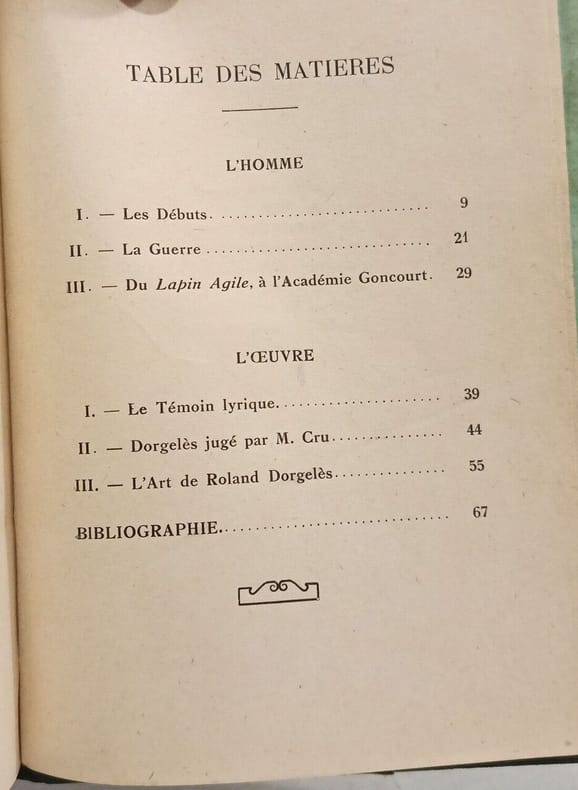 TABLE DES MATIERES
L'HOMME
I. — Les Débuts. .............................. 9
II. — La Guerre .............................. 21
III. — Du Lapin Agile, à l'Académie Goncourt. 29
L'ŒUVRE
I. — Le Témoin lyrique. ...................... 39
II. — Dorgelès jugé par M. Cru ............... 44
III. — L'Art de Roland Dorgelès ............... 55
BIBLIOGRAPHIE. .............................. 67